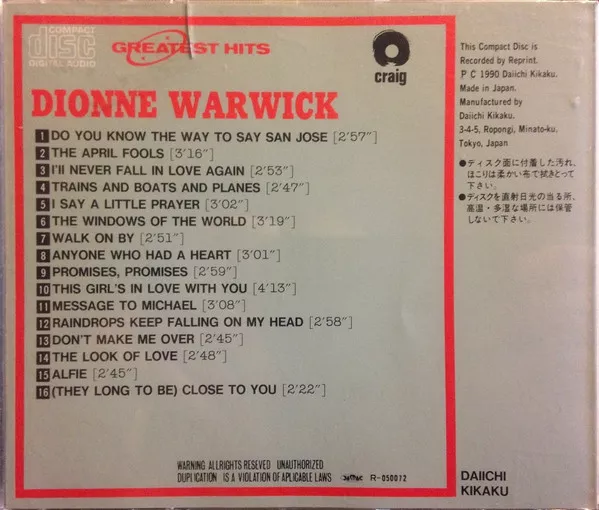 COMPACT
disc
DIGITAL AUDIO
GREATEST HITS
craig
DIONNE WARWICK
1 DO YOU KNOW THE WAY TO SAY SAN JOSE [2'57"]
2 THE APRIL FOOLS [3'16"]
3 I'll NEVER FALL IN LOVE AGAIN [2'53"]
4 TRAINS AND BOATS AND PLANES [2'47"]
5 I SAY A LITTLE PRAYER [3'02"]
6 THE WINDOWS OF THE WORLD [3'19"]
7 WALK ON BY [2'51"]
8 ANYONE WHO HAD A HEART [3'01"]
9 PROMISES, PROMISES [2'59"]
10 THIS GIRL'S IN LOVE WITH YOU [4'13"]
11 MESSAGE TO MICHAEL [3'08"]
12 RAINDROPS KEEP FALLING ON MY HEAD [2'58"]
13 DON'T MAKE ME OVER [2'45"]
14 THE LOOK OF LOVE [2'48"]
15 ALFIE [2'45"]
16 (THEY LONG TO BE) CLOSE TO YOU [2'22"]
WARNING ALLRIGHTS RESEVED UNAUTHORIZED
DUPLICATION IS A VIOLATION OF APLICABLE LAWS
R-050072
This Compact Disc is
Recorded by Reprint.
P C 1990 Daiichi Kikaku.
Made in Japan.
Manufactured by
Daiichi Kikaku.
3-4-5, Ropongi, Minato-ku.
Tokyo, Japan
●ディスク面に付着した汚れ、
ほこりは柔かい布で拭きとって
下さい。
●ディスクを直射日光の当る所、
高温・多湿な場所には保管
しないで下さい。
DAIICHI
KIKAKU